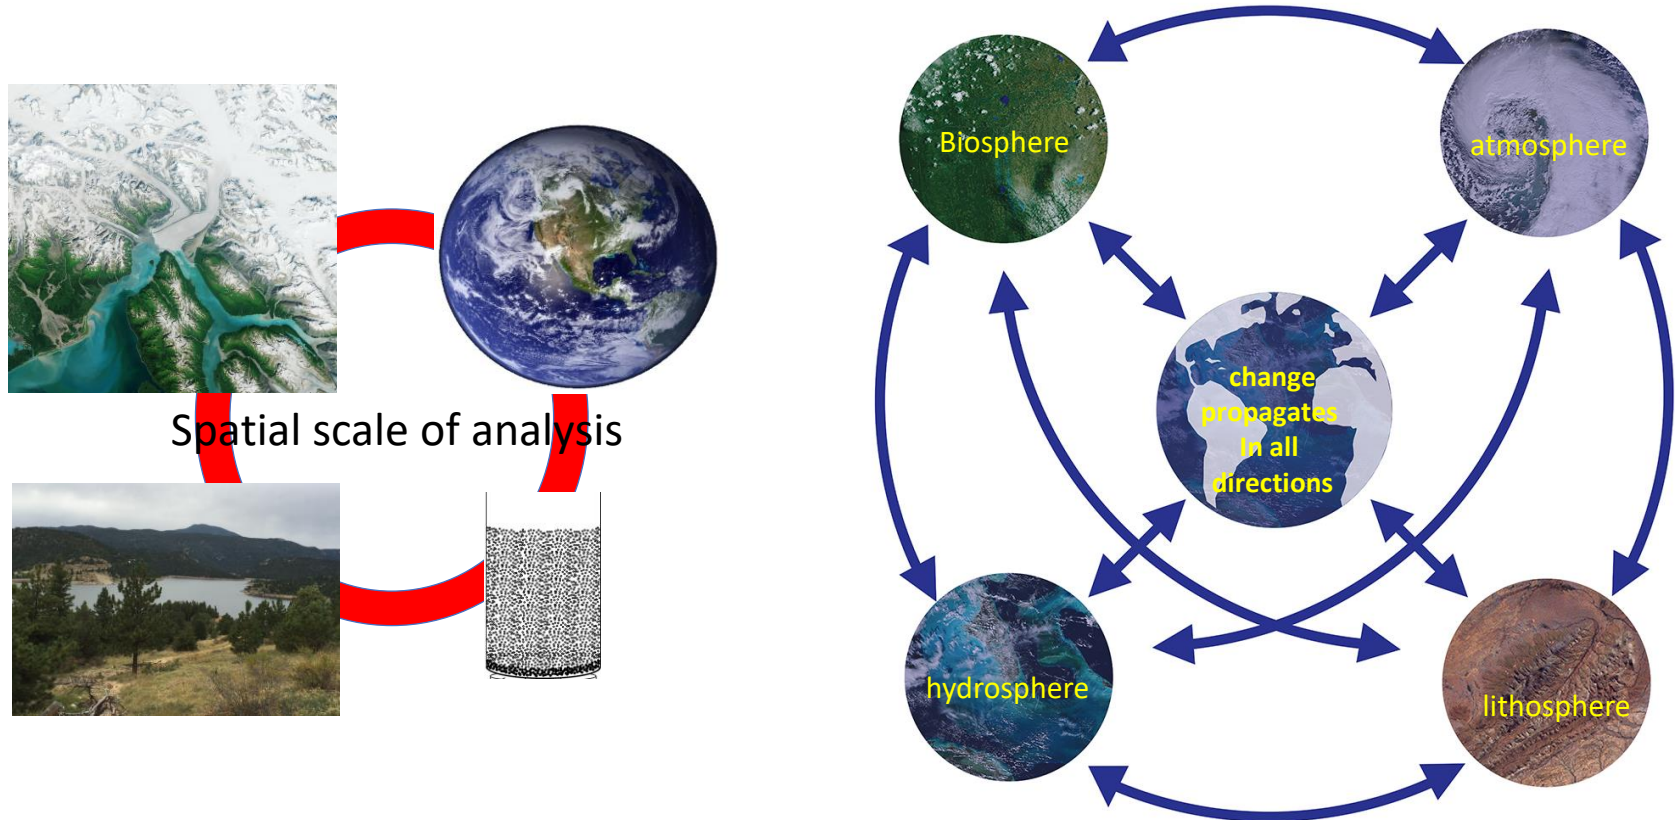 Spatial scale of analysis
Biosphere
atmosphere
change
propagates
In all
directions
hydrosphere
lithosphere